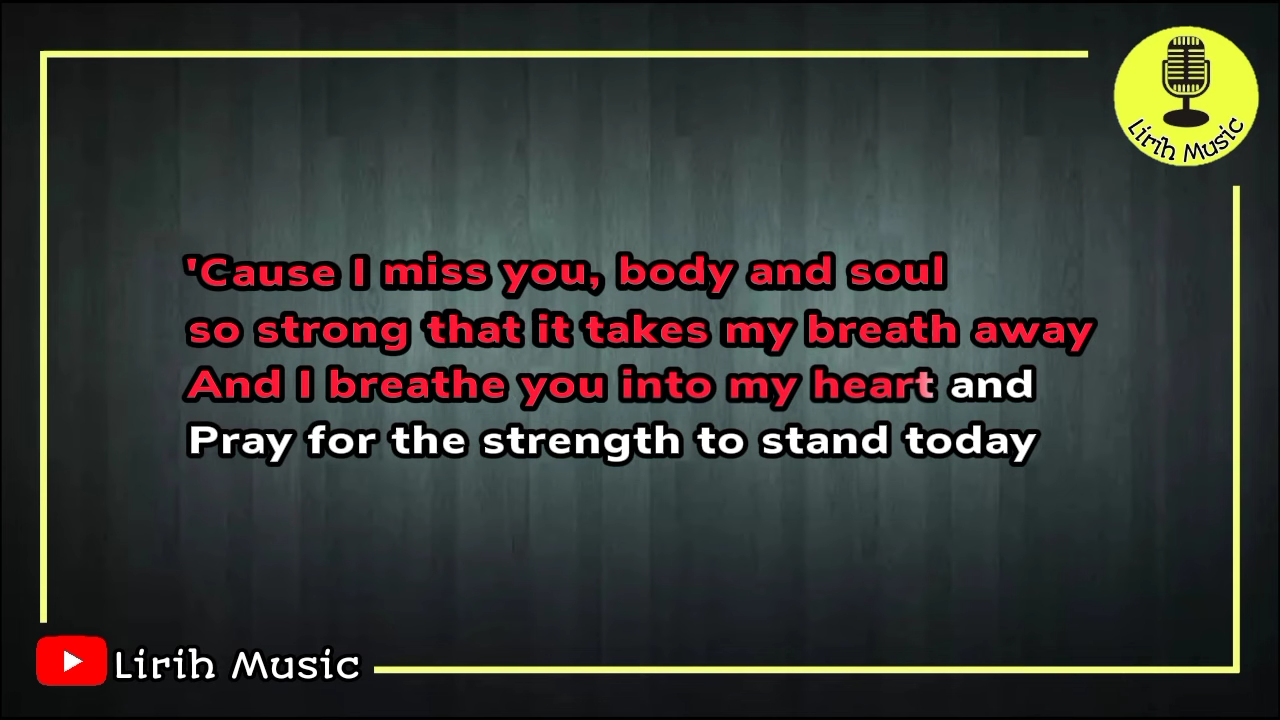 Lirih Music
'Cause I miss you, body and soul
so strong that it takes my breath away
And I breathe you into my heart and
Pray for the strength to stand today
Lirih Music